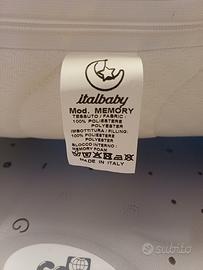 italbaby
Mod. MEMORY
TESSUTO/FABRIC:
100% POLIESTERE
POLYESTER
IMBOTTITURA/FILLING:
100% POLIESTERE
POLYESTER
BLOCCO INTERNO:
MEMORY FOAM
MADE IN ITALY
subito